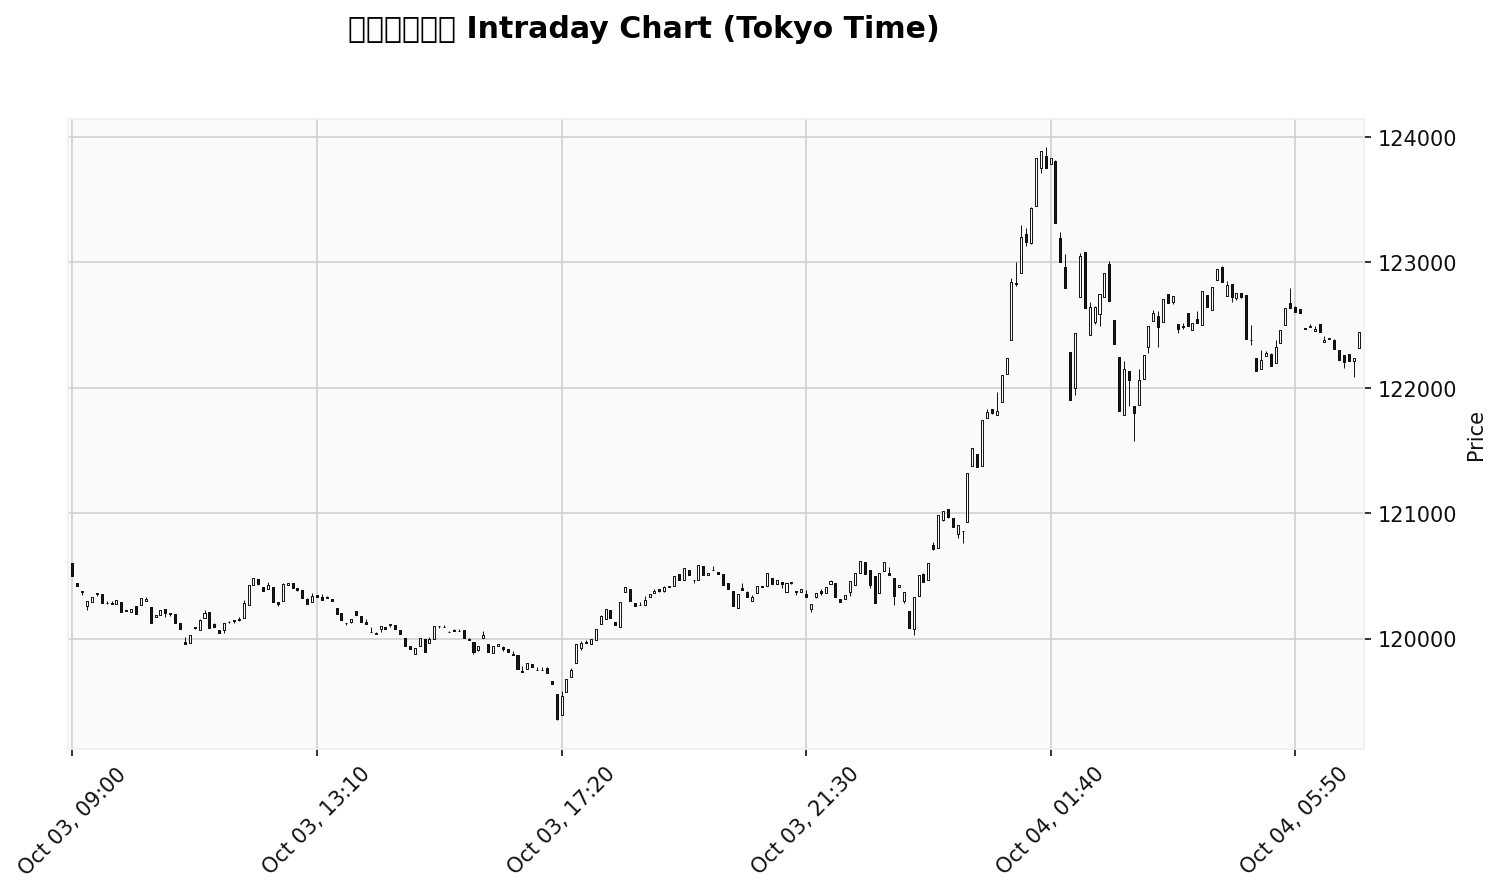 Intraday Chart (Tokyo Time)
124000
123000
122000
121000
120000
Price
Oct 03, 09:00
Oct 03, 13:10
Oct 03, 17:20
Oct 03, 21:30
Oct 04, 01:40
Oct 04, 05:50